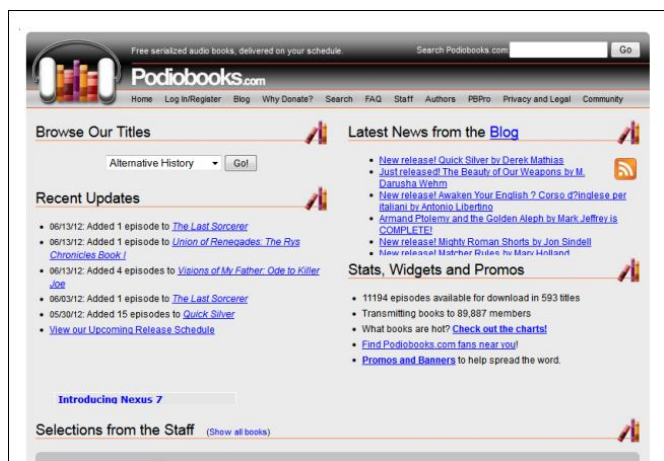 Free serialized audio books, delivered on your schedule.
Search Podiobooks.com:
Go
Podiobooks.com
Home Log In/Register Blog Why Donate? Search FAQ Staff Authors PBPro Privacy and Legal Community
Browse Our Titles
Alternative History Go!
Recent Updates
06/13/12: Added 1 episode to The Last Sorcerer
06/13/12: Added 1 episode to Union of Renegades: The Rys
Chronicles Book I
06/13/12: Added 4 episodes to Visions of My Father: Ode to Killer
Joe
06/03/12: Added 1 episode to The Last Sorcerer
05/30/12: Added 15 episodes to Quick Silver
View our Upcoming Release Schedule
Introducing Nexus 7
Latest News from the Blog
New release! Quick Silver by Derek Mathias
Just released! The Beauty of Our Weapons by M.
Darusha Wehm
New release! Awaken Your English ? Corso d?inglese per
italiani by Antonio Libertino
Armand Ptolemy and the Golden Aleph by Mark Jeffrey is
COMPLETE!
New release! Mighty Roman Shorts by Jon Sindell
New release! Matcher Rules by Mary Holland
Stats, Widgets and Promos
11194 episodes available for download in 593 titles
Transmitting books to 89,887 members
What books are hot? Check out the charts!
Find Podiobooks.com fans near you!
Promos and Banners to help spread the word.
Selections from the Staff (Show all books)